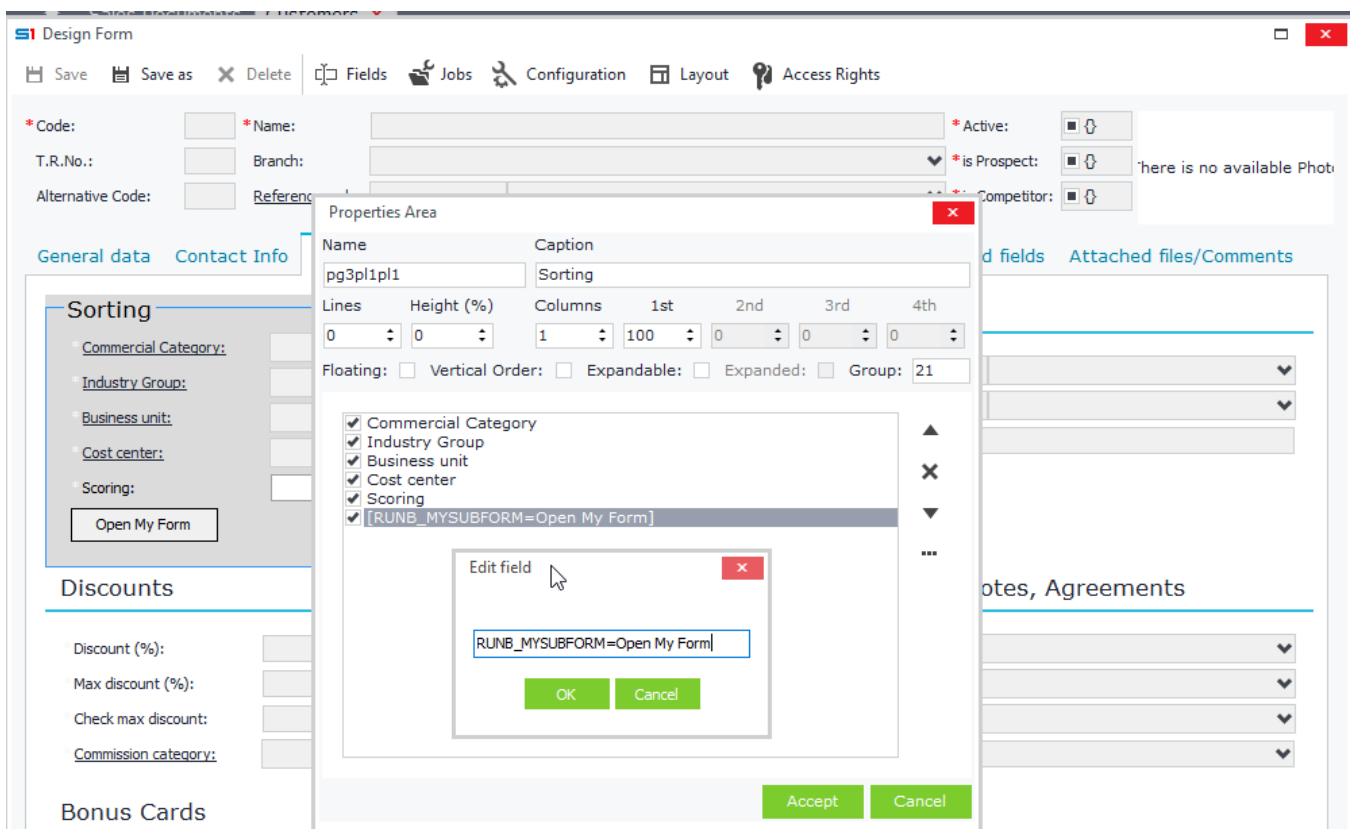 Sales Documents Customers
S1 Design Form
Save Save as Delete Fields Jobs Configuration Layout Access Rights
*Code: *Name: *Active: {}
T.R.No.: Branch: *is Prospect: {} There is no available Phot
Alternative Code: Competitor: {}
Properties Area
Name Caption
General data Contact Info pg3pl1pl1 Sorting d fields Attached files/Comments
Sorting Lines Height (%) Columns 1st 2nd 3rd 4th
0 0 1 100 0 0 0
Commercial Category:
Floating: Vertical Order: Expandable: Expanded: Group: 21
Industry Group:
Business unit:
Cost center:
Scoring:
Open My Form
Commercial Category
Industry Group
Business unit
Cost center
Scoring
[RUNB_MYSUBFORM=Open My Form]
Edit field
RUNB_MYSUBFORM=Open My Form
OK Cancel
Discounts otes, Agreements
Discount (%):
Max discount (%):
Check max discount:
Commission category:
Accept Cancel
Bonus Cards